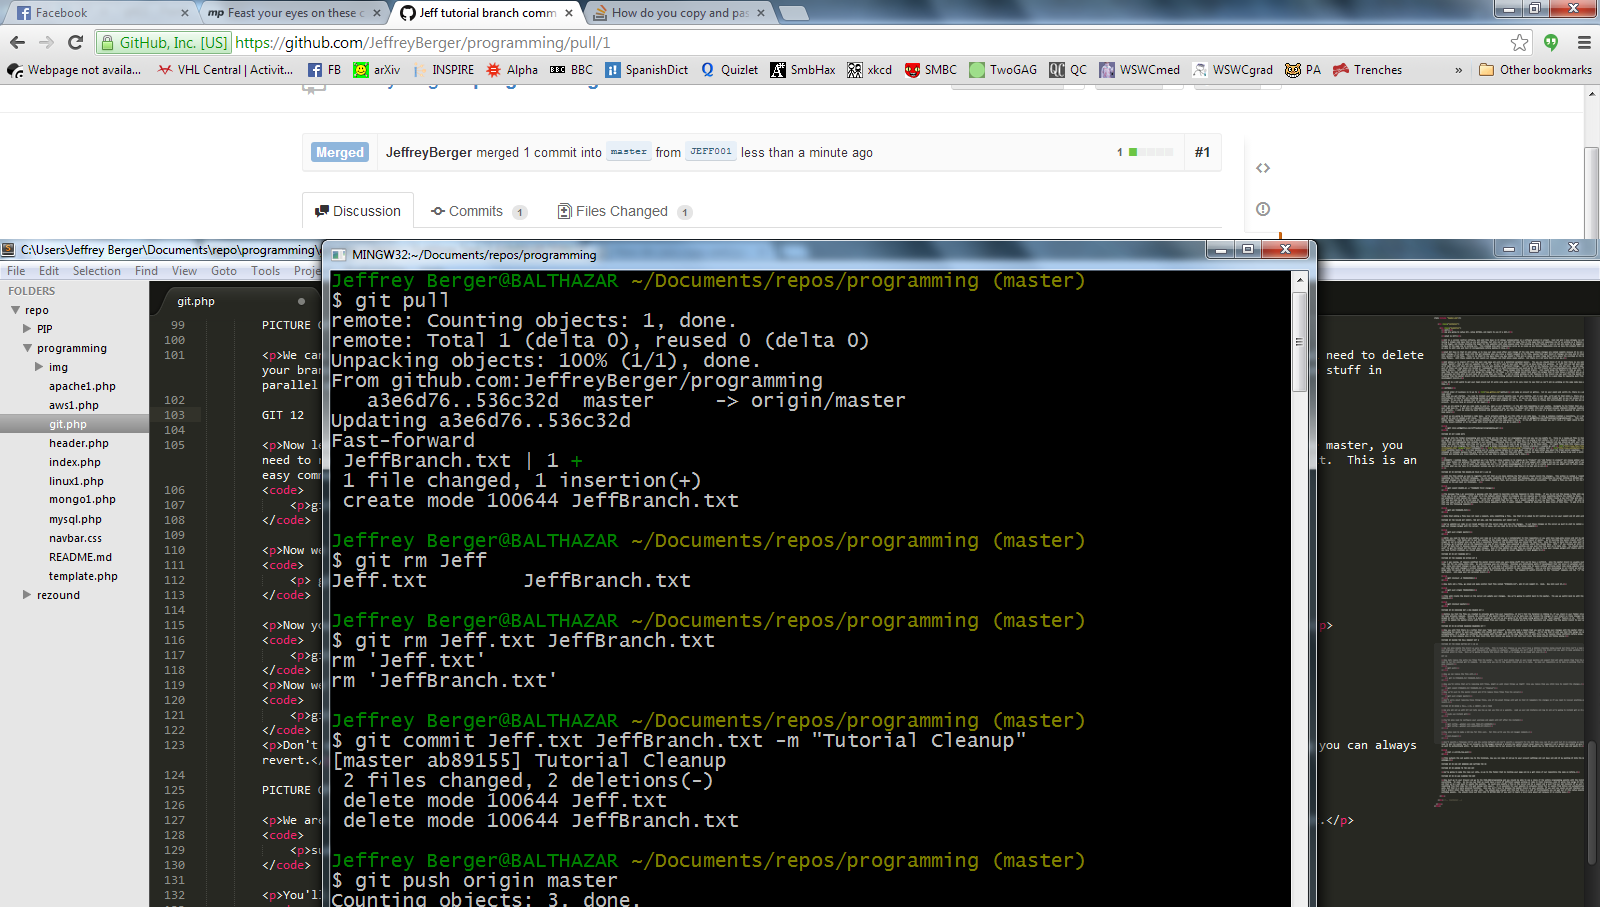 Facebook
mp Feast your eyes on these c
Jeff tutorial branch comm
How do you copy and pas
GitHub, Inc. [US] https://github.com/JeffreyBerger/programming/pull/1
Webpage not availa... VHL Central | Activit... FB arXiv INSPIRE Alpha BBC SpanishDict Quizlet SmbHax xkcd SMBC TwoGAG QC WSWCmed WSWCgrad PA Trenches » Other bookmarks
Merged JeffreyBerger merged 1 commit into master from JEFF001 less than a minute ago 1 #1
Discussion Commits 1 Files Changed 1
C:\Users\Jeffrey Berger\Documents\repo\programming\
File Edit Selection Find View Goto Tools Proje
FOLDERS
repo
PIP
programming
img
apache1.php
aws1.php
git.php
header.php
index.php
linux1.php
mongo1.php
mysql.php
navbar.css
README.md
template.php
rezound
git.php
99 PICTURE
100
101 <p>We can need to delete
your bran stuff in
parallel
102
103 GIT 12
104
105 <p>Now le master, you
need to t. This is an
easy comm
106 <code>
107 <p>gi
108 </code>
109
110 <p>Now we
111 <code>
112 <p> g
113 </code>
114
115 <p>Now yo p>
116 <code>
117 <p>gi
118 </code>
119 <p>Now we
120 <code>
121 <p>gi
122 </code>
123 <p>Don't you can always
revert.</
124
125 PICTURE
126
127 <p>We are .</p>
128 <code>
129 <p>su
130 </code>
131
132 <p>You'll
MINGW32:~/Documents/repos/programming
Jeffrey Berger@BALTHAZAR ~/Documents/repos/programming (master)
$ git pull
remote: Counting objects: 1, done.
remote: Total 1 (delta 0), reused 0 (delta 0)
Unpacking objects: 100% (1/1), done.
From github.com:JeffreyBerger/programming
a3e6d76..536c32d master -> origin/master
Updating a3e6d76..536c32d
Fast-forward
JeffBranch.txt | 1 +
1 file changed, 1 insertion(+)
create mode 100644 JeffBranch.txt
Jeffrey Berger@BALTHAZAR ~/Documents/repos/programming (master)
$ git rm Jeff
Jeff.txt JeffBranch.txt
Jeffrey Berger@BALTHAZAR ~/Documents/repos/programming (master)
$ git rm Jeff.txt JeffBranch.txt
rm 'Jeff.txt'
rm 'JeffBranch.txt'
Jeffrey Berger@BALTHAZAR ~/Documents/repos/programming (master)
$ git commit Jeff.txt JeffBranch.txt -m "Tutorial Cleanup"
[master ab89155] Tutorial Cleanup
2 files changed, 2 deletions(-)
delete mode 100644 Jeff.txt
delete mode 100644 JeffBranch.txt
Jeffrey Berger@BALTHAZAR ~/Documents/repos/programming (master)
$ git push origin master
Counting objects: 3, done.